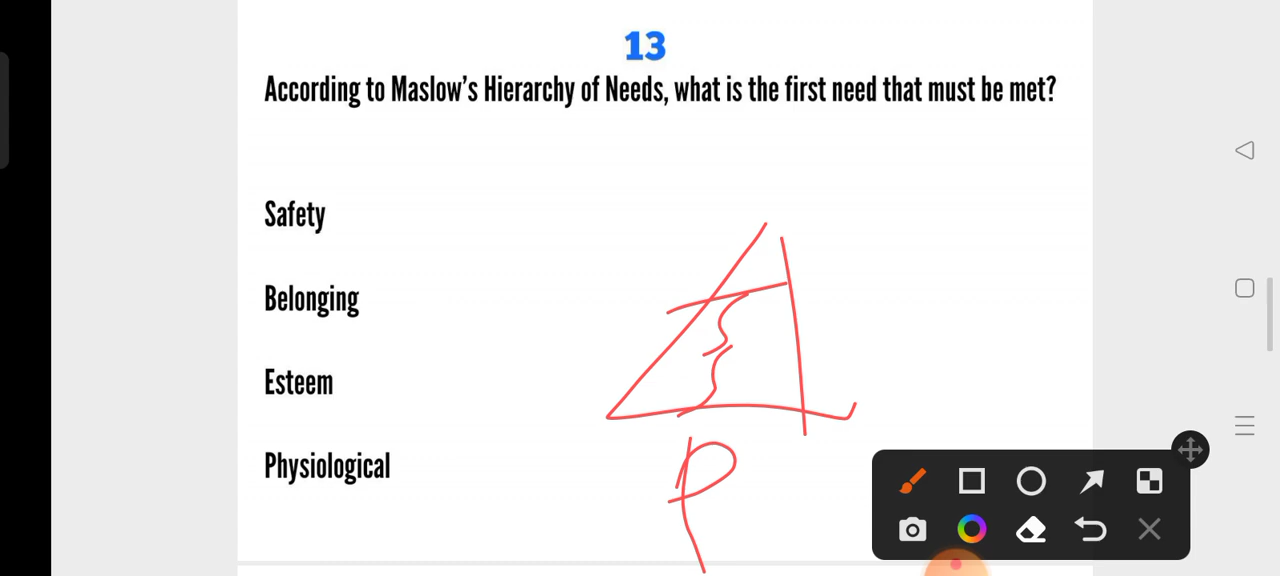 13
According to Maslow's Hierarchy of Needs, what is the first need that must be met?
Safety
Belonging
Esteem
Physiological
P